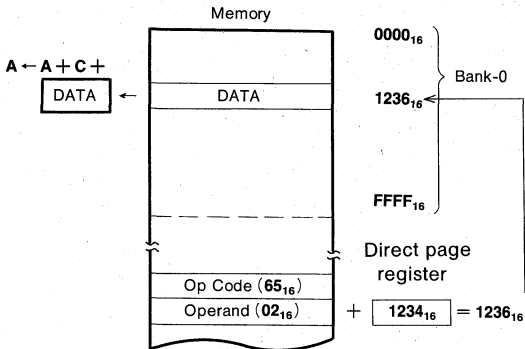 Memory
0000₁₆
A ← A + C +
DATA ← DATA
1236₁₆
Bank-0
FFFF₁₆
Direct page
register
Op Code (65₁₆)
Operand (02₁₆) + 1234₁₆ = 1236₁₆